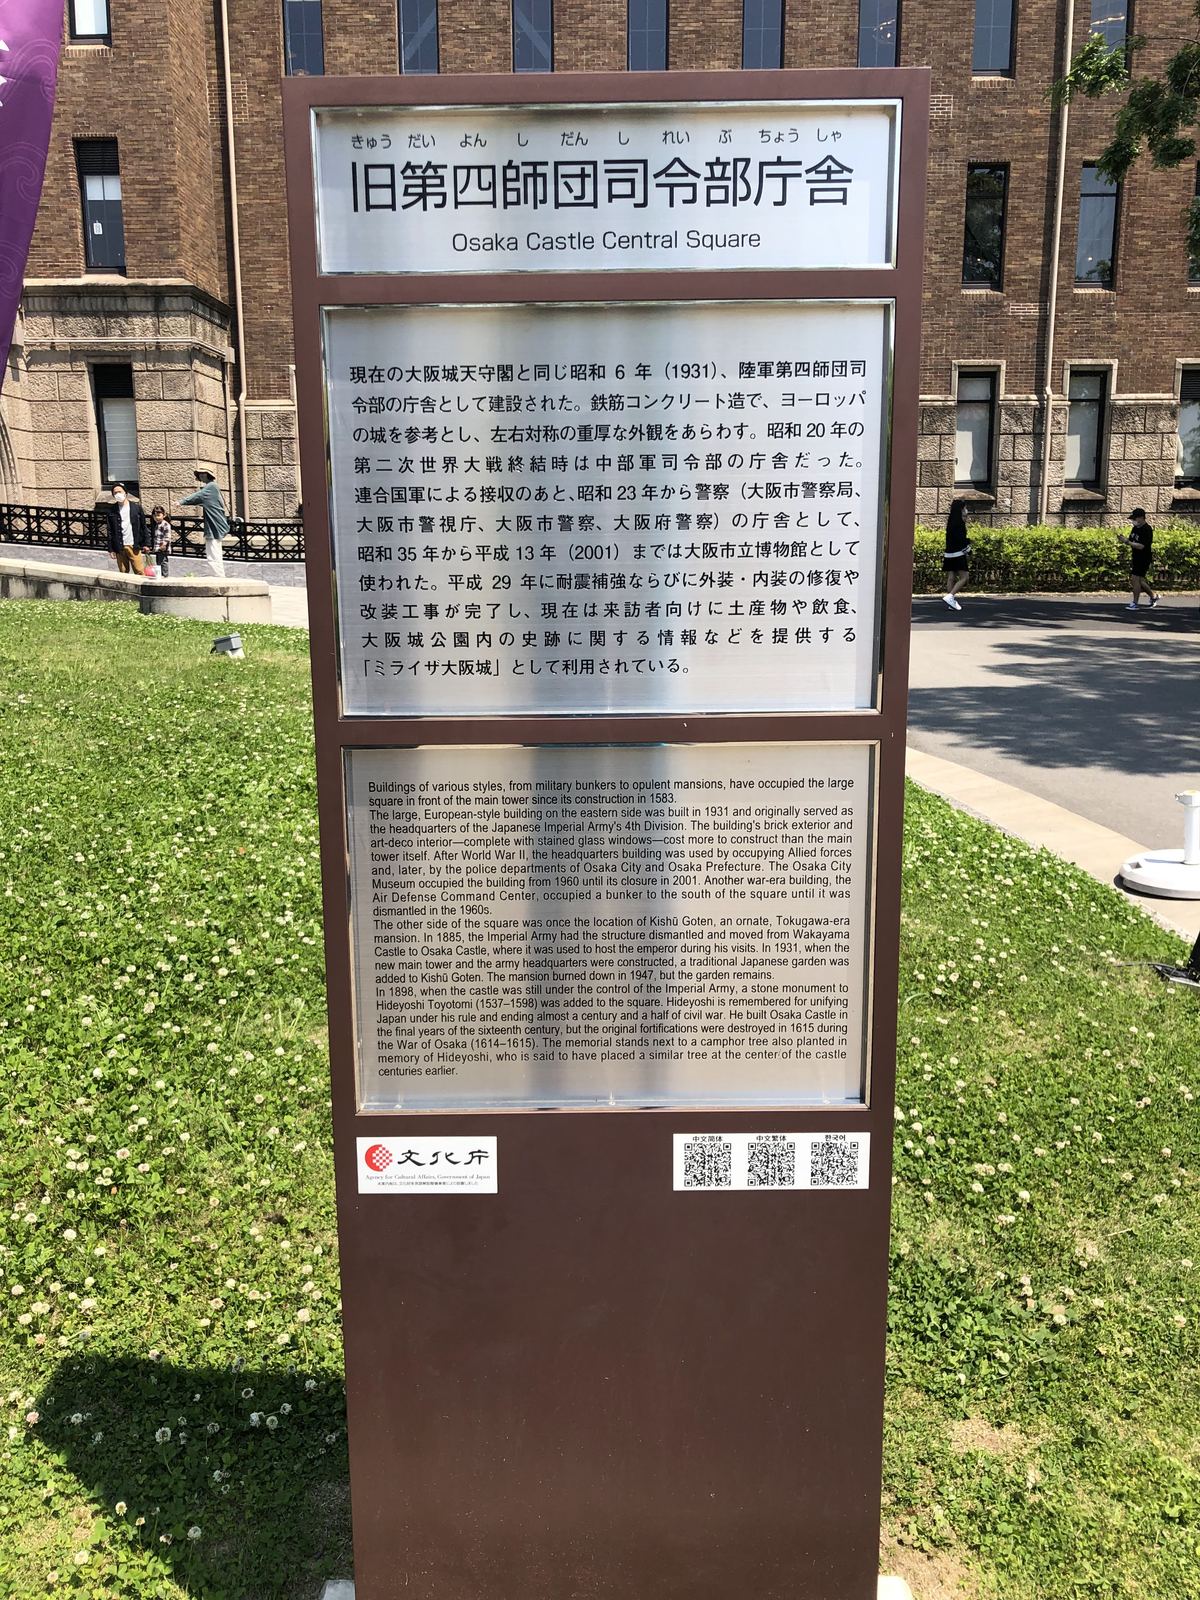 きゅう だい よん し だん し れい ぶ ちょう しゃ
旧第四師団司令部庁舎
Osaka Castle Central Square
現在の大阪城天守閣と同じ昭和 6 年（1931）、陸軍第四師団司
令部の庁舎として建設された。鉄筋コンクリート造で、ヨーロッパ
の城を参考とし、左右対称の重厚な外観をあらわす。昭和 20 年の
第二次世界大戦終結時は中部軍司令部の庁舎だった。
連合国軍による接収のあと、昭和 23 年から警察（大阪市警察局、
大阪市警視庁、大阪市警察、大阪府警察）の庁舎として、
昭和 35 年から平成 13 年（2001）までは大阪市立博物館として
使われた。平成 29 年に耐震補強ならびに外装・内装の修復や
改装工事が完了し、現在は来訪者向けに土産物や飲食、
大阪城公園内の史跡に関する情報などを提供する
「ミライザ大阪城」として利用されている。
Buildings of various styles, from military bunkers to opulent mansions, have occupied the large
square in front of the main tower since its construction in 1583.
The large, European-style building on the eastern side was built in 1931 and originally served as
the headquarters of the Japanese Imperial Army's 4th Division. The building's brick exterior and
art-deco interior—complete with stained glass windows—cost more to construct than the main
tower itself. After World War II, the headquarters building was used by occupying Allied forces
and, later, by the police departments of Osaka City and Osaka Prefecture. The Osaka City
Museum occupied the building from 1960 until its closure in 2001. Another war-era building, the
Air Defense Command Center, occupied a bunker to the south of the square until it was
dismantled in the 1960s.
The other side of the square was once the location of Kishū Goten, an ornate, Tokugawa-era
mansion. In 1885, the Imperial Army had the structure dismantled and moved from Wakayama
Castle to Osaka Castle, where it was used to host the emperor during his visits. In 1931, when the
new main tower and the army headquarters were constructed, a traditional Japanese garden was
added to Kishū Goten. The mansion burned down in 1947, but the garden remains.
In 1898, when the castle was still under the control of the Imperial Army, a stone monument to
Hideyoshi Toyotomi (1537–1598) was added to the square. Hideyoshi is remembered for unifying
Japan under his rule and ending almost a century and a half of civil war. He built Osaka Castle in
the final years of the sixteenth century, but the original fortifications were destroyed in 1615 during
the War of Osaka (1614–1615). The memorial stands next to a camphor tree also planted in
memory of Hideyoshi, who is said to have placed a similar tree at the center of the castle
centuries earlier.
文化庁
Agency for Cultural Affairs, Government of Japan
中文简体 中文繁体 한국어